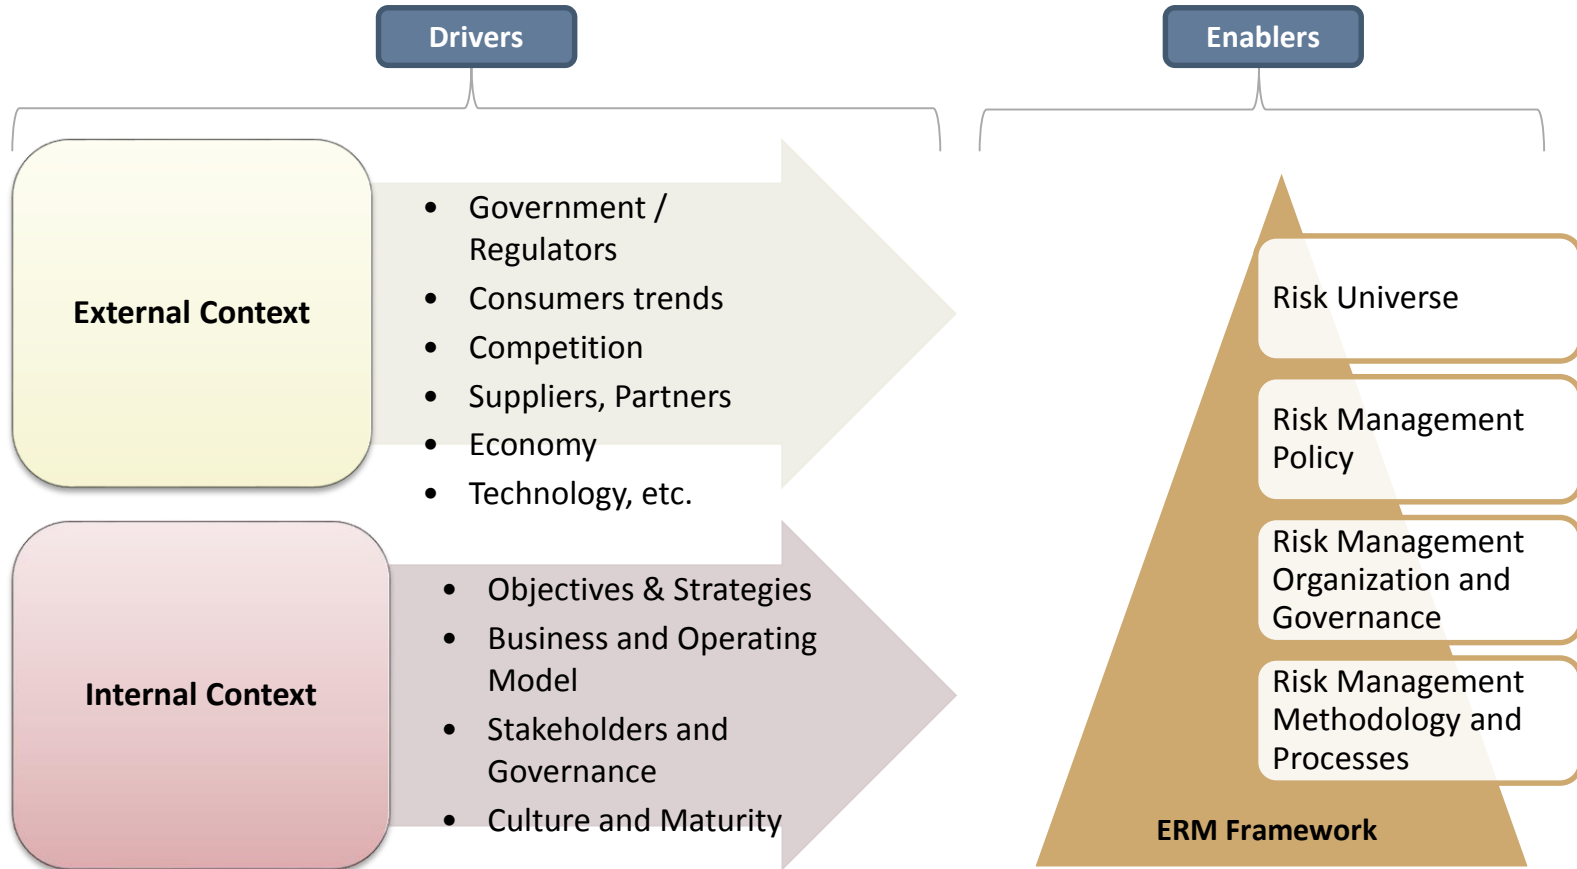 Drivers
Enablers
External Context
• Government /
Regulators
• Consumers trends
• Competition
• Suppliers, Partners
• Economy
• Technology, etc.
Internal Context
• Objectives & Strategies
• Business and Operating
Model
• Stakeholders and
Governance
• Culture and Maturity
Risk Universe
Risk Management
Policy
Risk Management
Organization and
Governance
Risk Management
Methodology and
Processes
ERM Framework